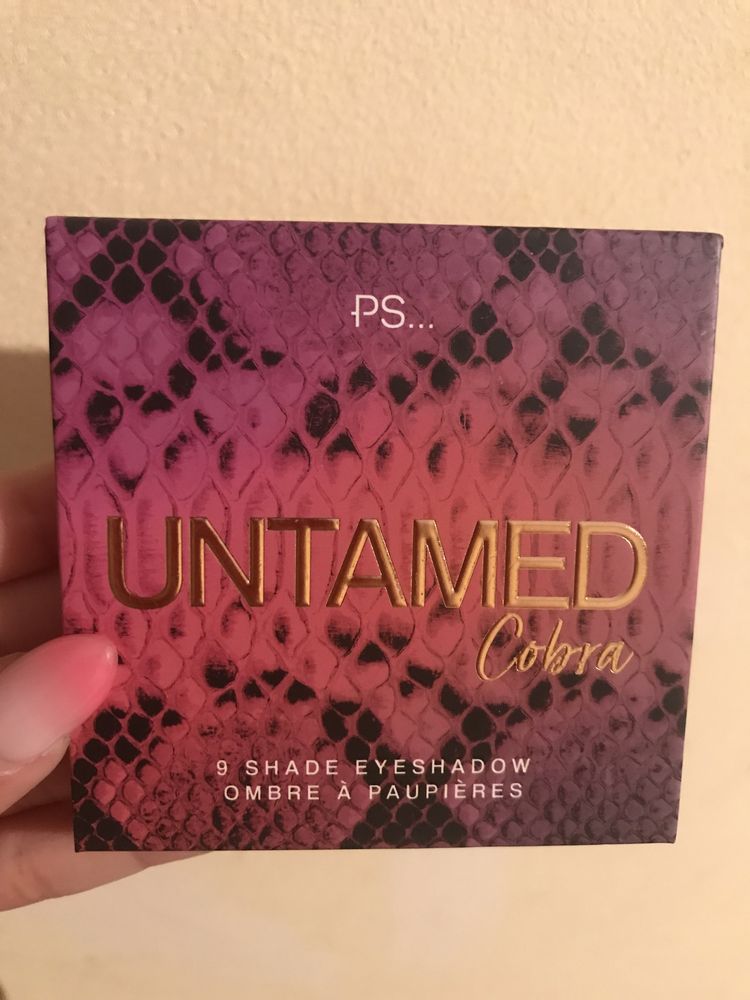 PS...
UNTAMED
Cobra
9 SHADE EYESHADOW
OMBRE À PAUPIÈRES